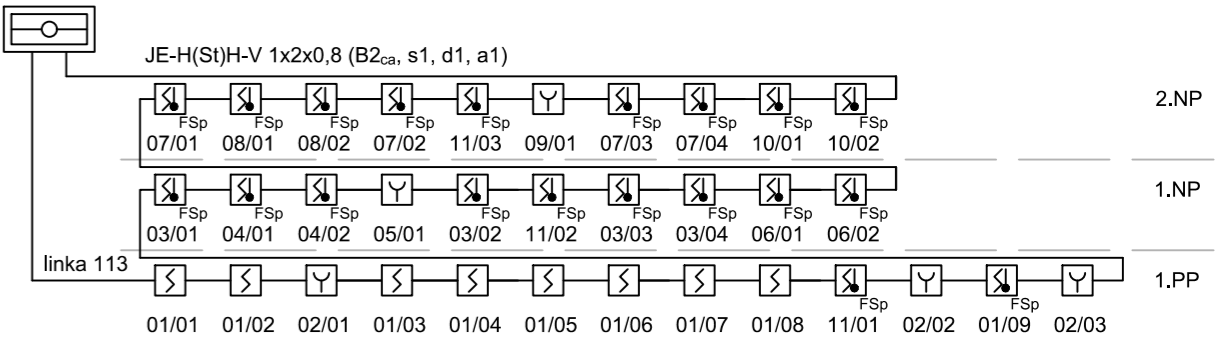 JE-H(St)H-V 1x2x0,8 (B2ca, s1, d1, a1)
FSp FSp FSp FSp FSp FSp FSp FSp FSp
2.NP
07/01 08/01 08/02 07/02 11/03 09/01 07/03 07/04 10/01 10/02
FSp FSp FSp FSp FSp FSp FSp FSp FSp
1.NP
03/01 04/01 04/02 05/01 03/02 11/02 03/03 03/04 06/01 06/02
linka 113
1.PP
FSp FSp
01/01 01/02 02/01 01/03 01/04 01/05 01/06 01/07 01/08 11/01 02/02 01/09 02/03